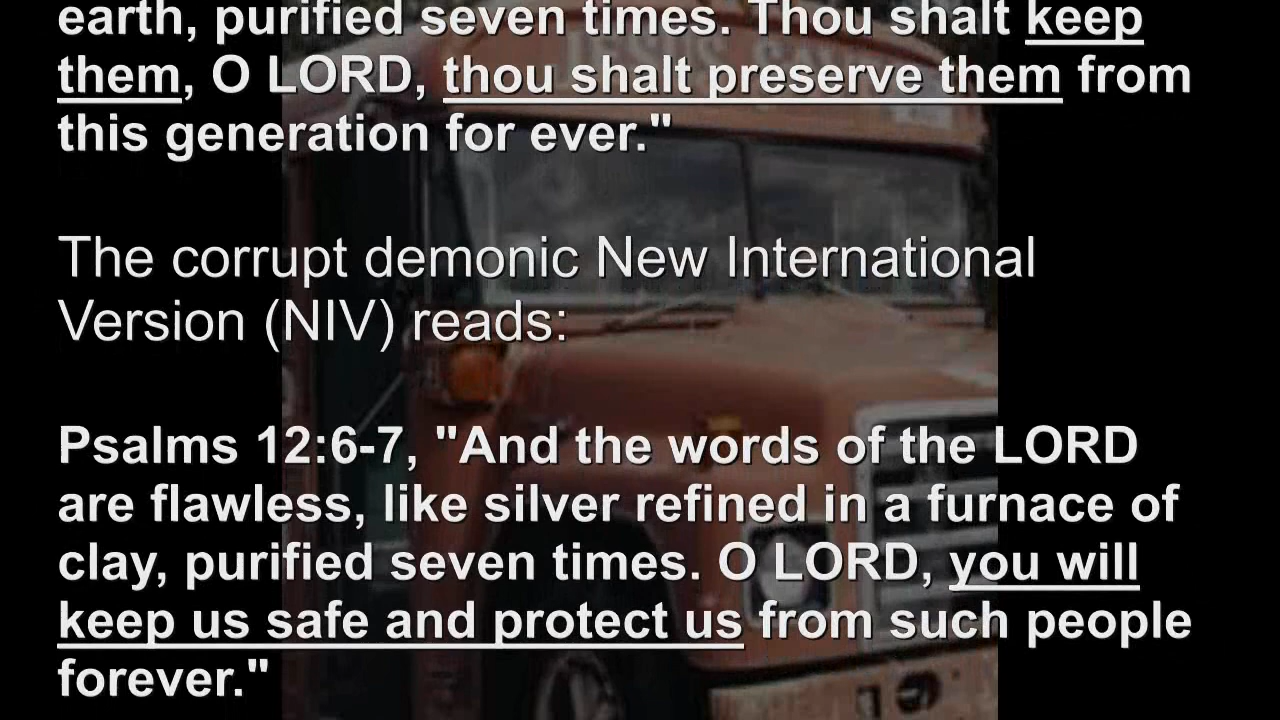 earth, purified seven times. Thou shalt keep
them, O LORD, thou shalt preserve them from
this generation for ever."
The corrupt demonic New International
Version (NIV) reads:
Psalms 12:6-7, "And the words of the LORD
are flawless, like silver refined in a furnace of
clay, purified seven times. O LORD, you will
keep us safe and protect us from such people
forever."